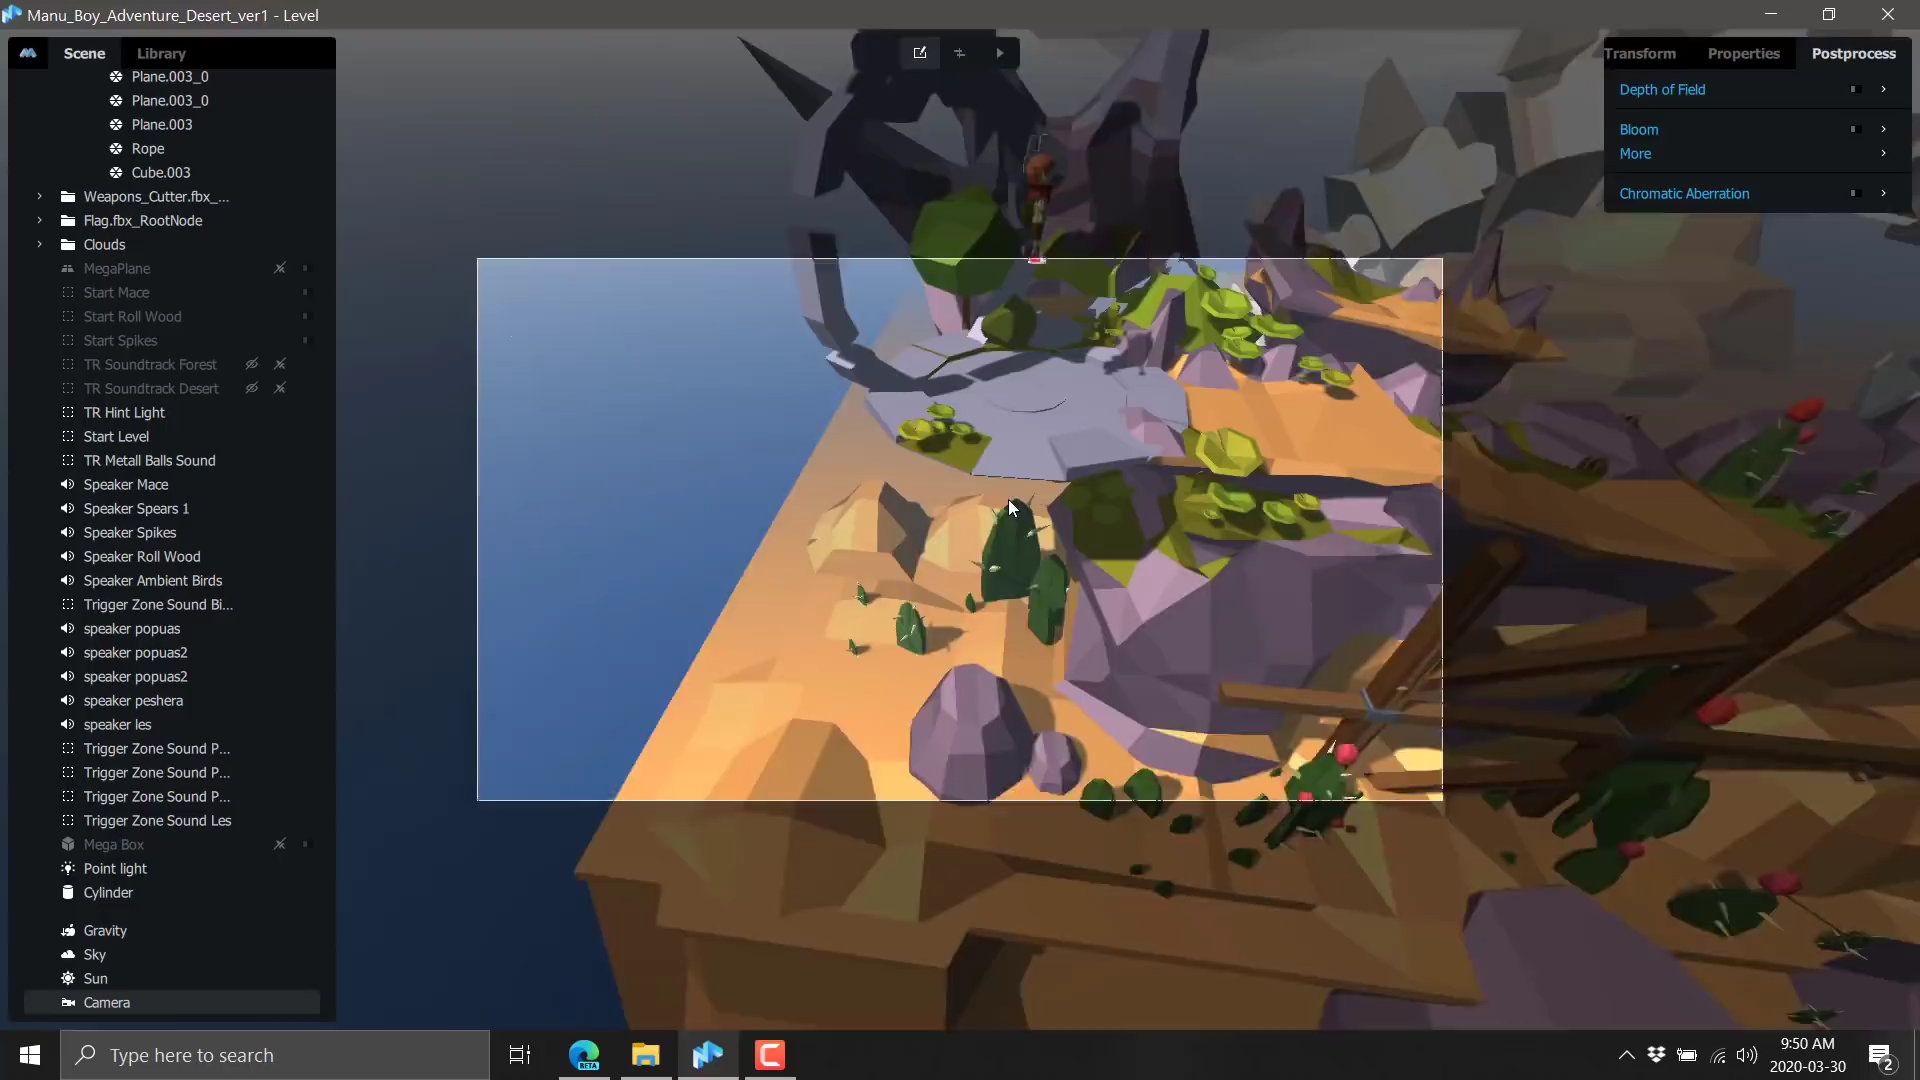 Manu_Boy_Adventure_Desert_ver1 - Level
Scene
Library
Plane.003_0
Plane.003_0
Plane.003
Rope
Cube.003
Weapons_Cutter.fbx_...
Flag.fbx_RootNode
Clouds
MegaPlane
Start Mace
Start Roll Wood
Start Spikes
TR Soundtrack Forest
TR Soundtrack Desert
TR Hint Light
Start Level
TR Metall Balls Sound
Speaker Mace
Speaker Spears 1
Speaker Spikes
Speaker Roll Wood
Speaker Ambient Birds
Trigger Zone Sound Bi...
speaker popuas
speaker popuas2
speaker popuas2
speaker peshera
speaker les
Trigger Zone Sound P...
Trigger Zone Sound P...
Trigger Zone Sound P...
Trigger Zone Sound Les
Mega Box
Point light
Cylinder
Gravity
Sky
Sun
Camera
Transform
Properties
Postprocess
Depth of Field
Bloom
More
Chromatic Aberration
Type here to search
BETA
9:50 AM
2020-03-30
2